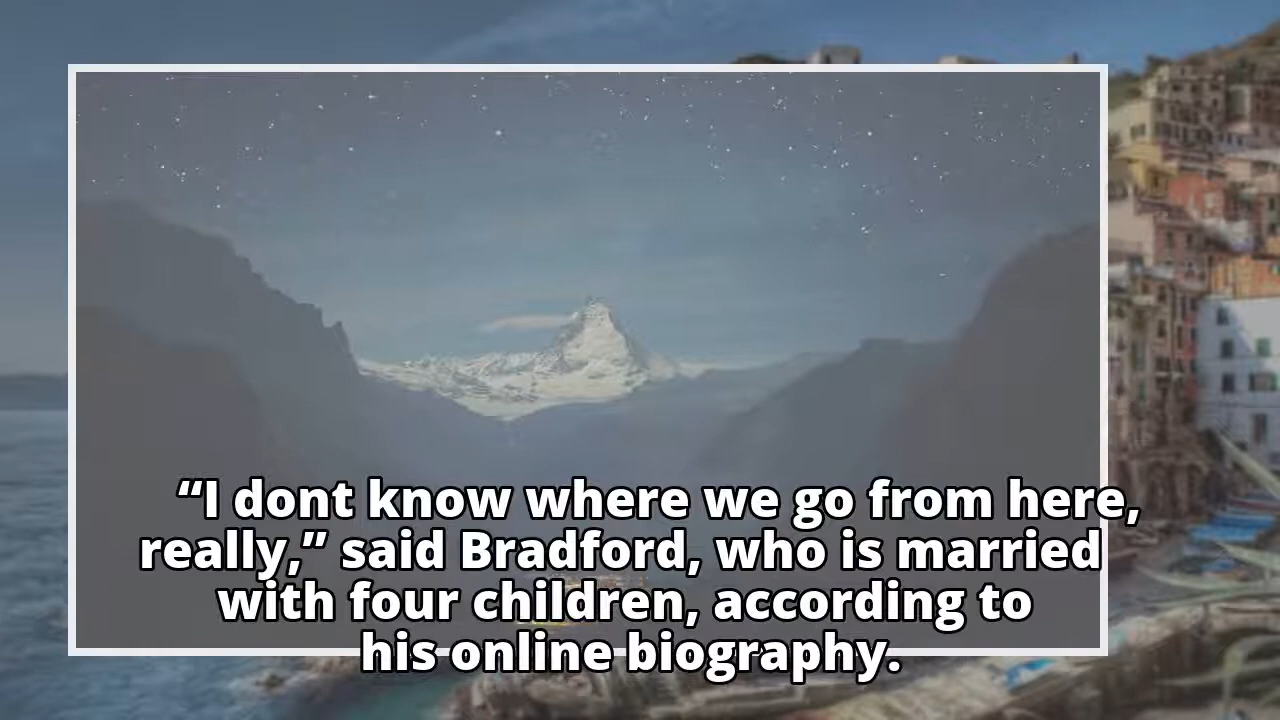 “I dont know where we go from here,
really,” said Bradford, who is married
with four children, according to
his online biography.